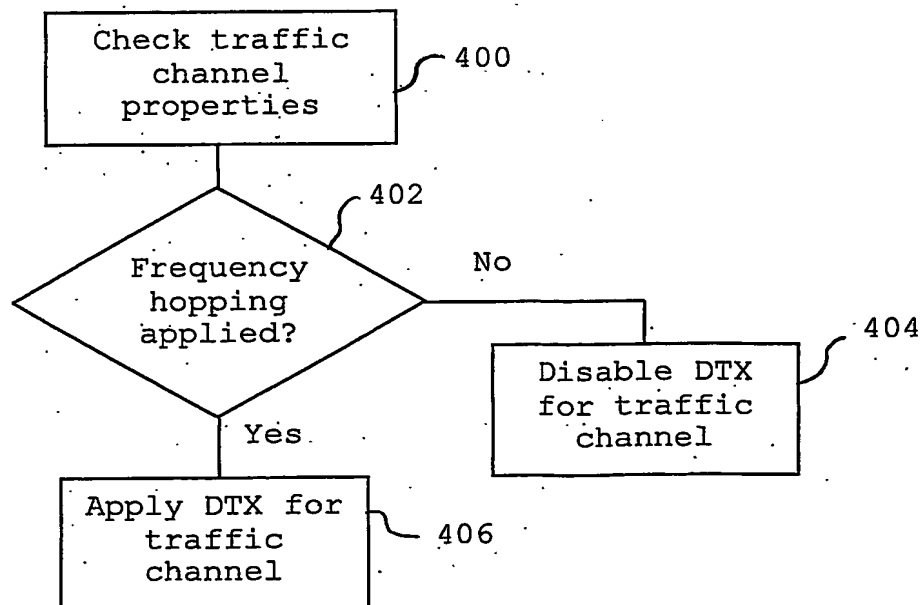 Check traffic
channel
properties
400
402
Frequency
hopping
applied?
No
404
Disable DTX
for traffic
channel
Yes
Apply DTX for
traffic
channel
406